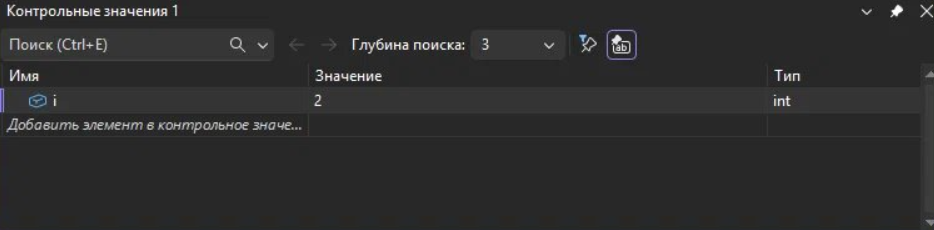 Контрольные значения 1
Поиск (Ctrl+E) Глубина поиска: 3
Имя Значение Тип
i 2 int
Добавить элемент в контрольное значе...